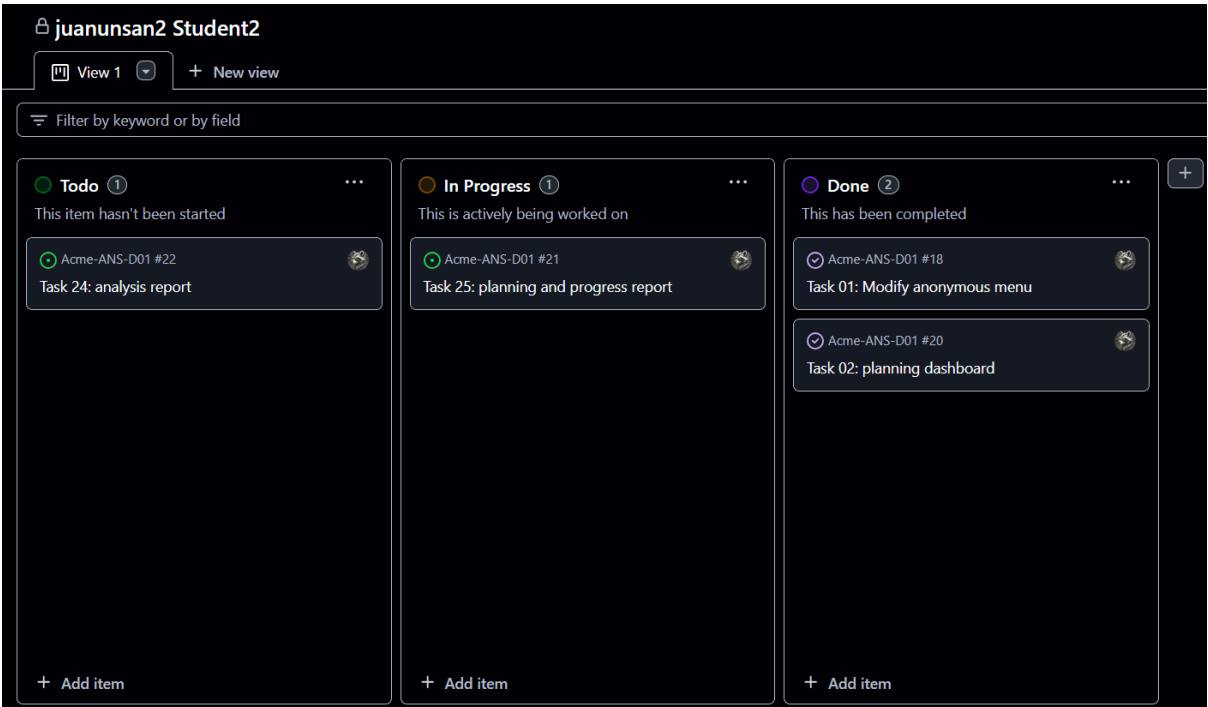 juanunsan2 Student2
View 1
New view
Filter by keyword or by field
Todo 1
This item hasn't been started
Acme-ANS-D01 #22
Task 24: analysis report
Add item
In Progress 1
This is actively being worked on
Acme-ANS-D01 #21
Task 25: planning and progress report
Add item
Done 2
This has been completed
Acme-ANS-D01 #18
Task 01: Modify anonymous menu
Acme-ANS-D01 #20
Task 02: planning dashboard
Add item